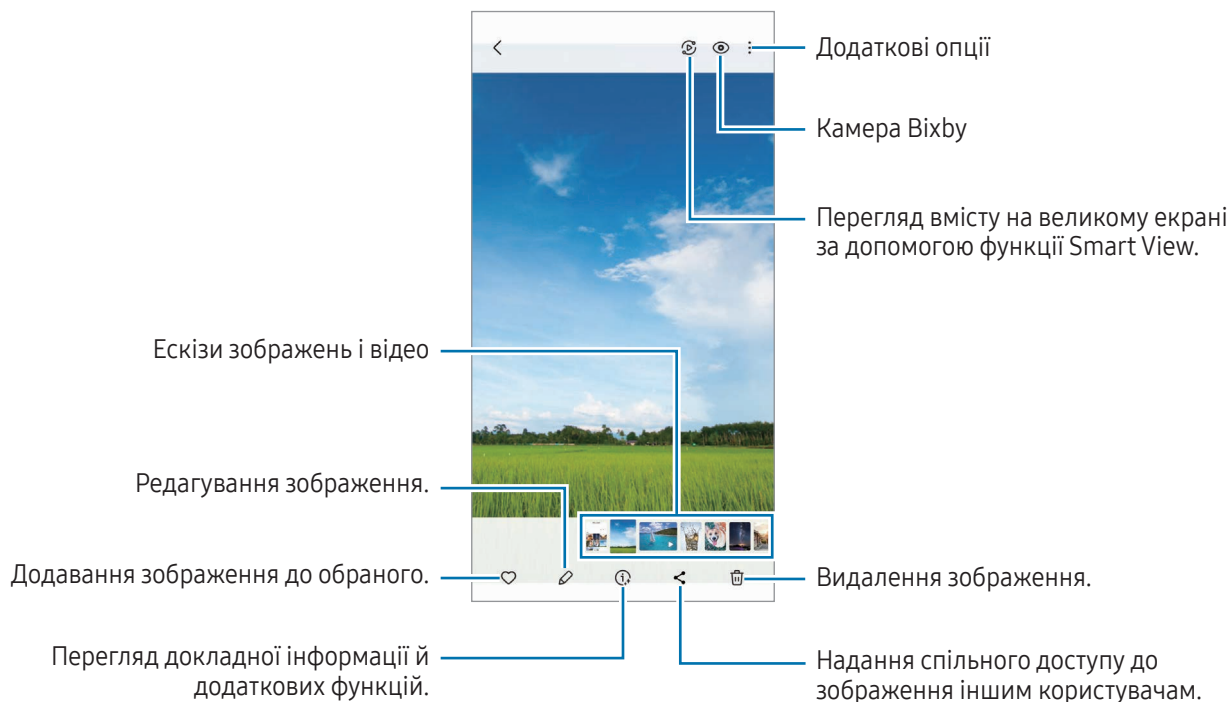 Додаткові опції
Камера Bixby
Перегляд вмісту на великому екрані
за допомогою функції Smart View.
Ескізи зображень і відео
Редагування зображення.
Додавання зображення до обраного.
Видалення зображення.
Перегляд докладної інформації й
додаткових функцій.
Надання спільного доступу до
зображення іншим користувачам.